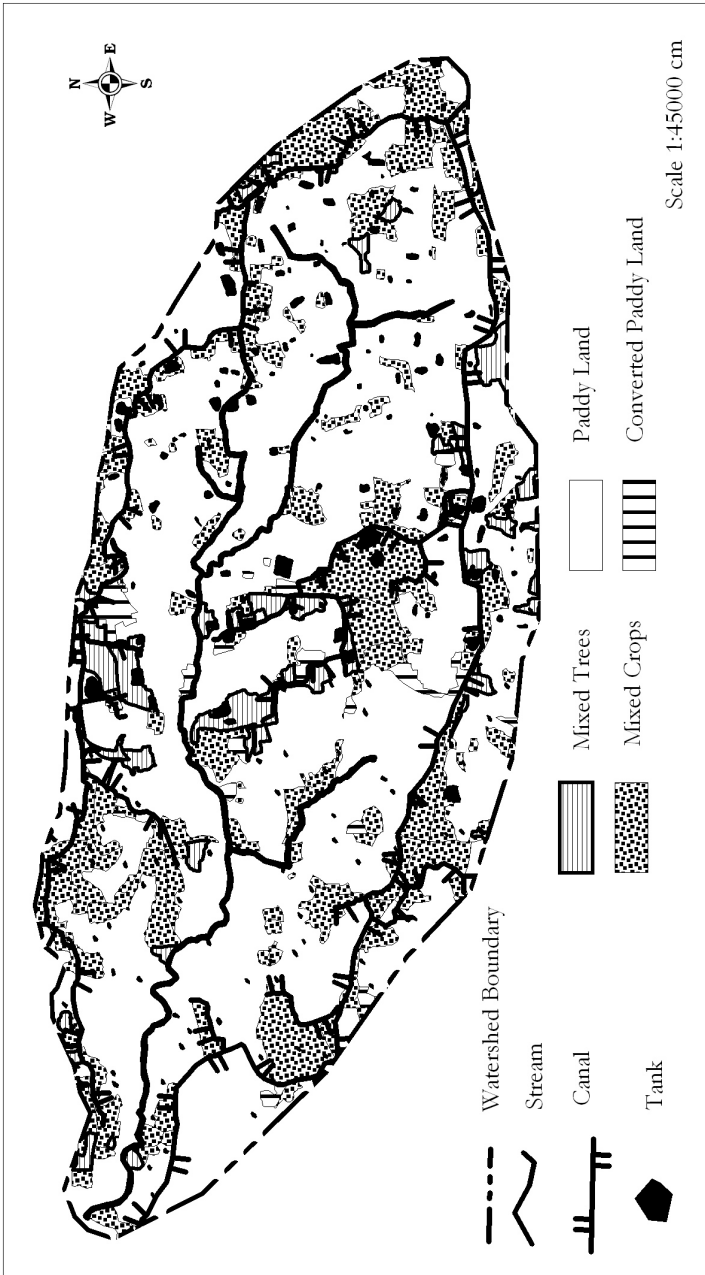 N
W E
S
Watershed Boundary
Stream
Canal
Tank
Mixed Trees
Mixed Crops
Paddy Land
Converted Paddy Land
Scale 1:45000 cm